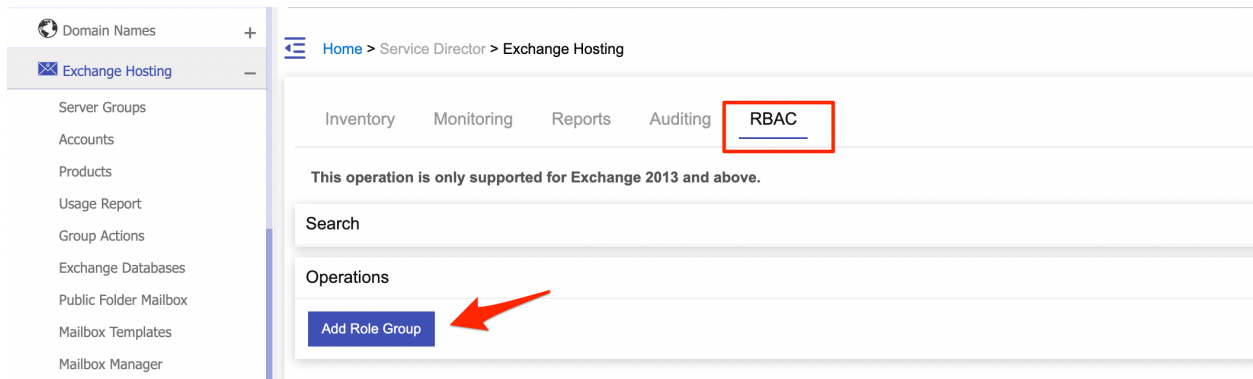 Domain Names +
Exchange Hosting –
Server Groups
Accounts
Products
Usage Report
Group Actions
Exchange Databases
Public Folder Mailbox
Mailbox Templates
Mailbox Manager
Home > Service Director > Exchange Hosting
Inventory Monitoring Reports Auditing RBAC
This operation is only supported for Exchange 2013 and above.
Search
Operations
Add Role Group